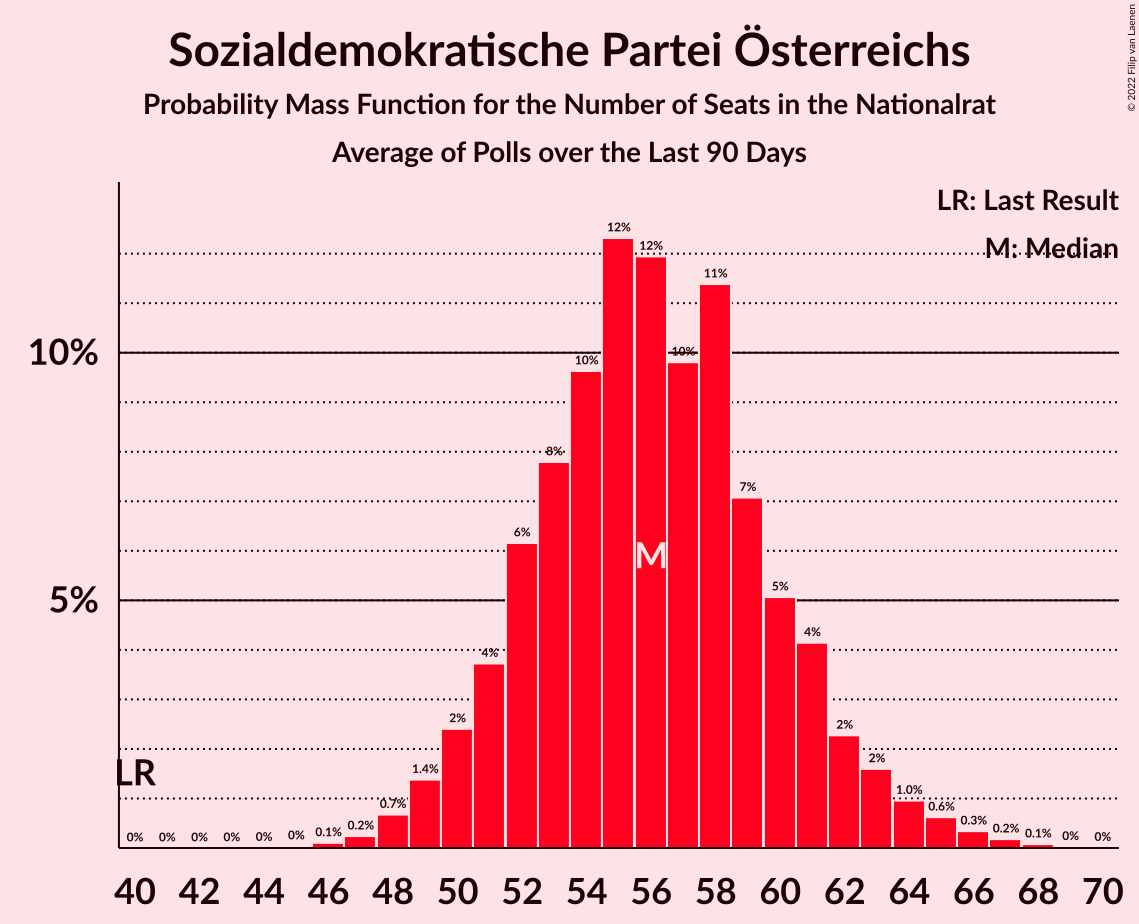 Sozialdemokratische Partei Österreichs
Probability Mass Function for the Number of Seats in the Nationalrat
Average of Polls over the Last 90 Days
© 2022 Filip van Laenen
LR: Last Result
M: Median
10%
5%
LR
M
0% 0% 0% 0% 0% 0% 0.1% 0.2% 0.7% 1.4% 2% 4% 6% 8% 10% 12% 12% 10% 11% 7% 5% 4% 2% 2% 1.0% 0.6% 0.3% 0.2% 0.1% 0% 0%
40 42 44 46 48 50 52 54 56 58 60 62 64 66 68 70